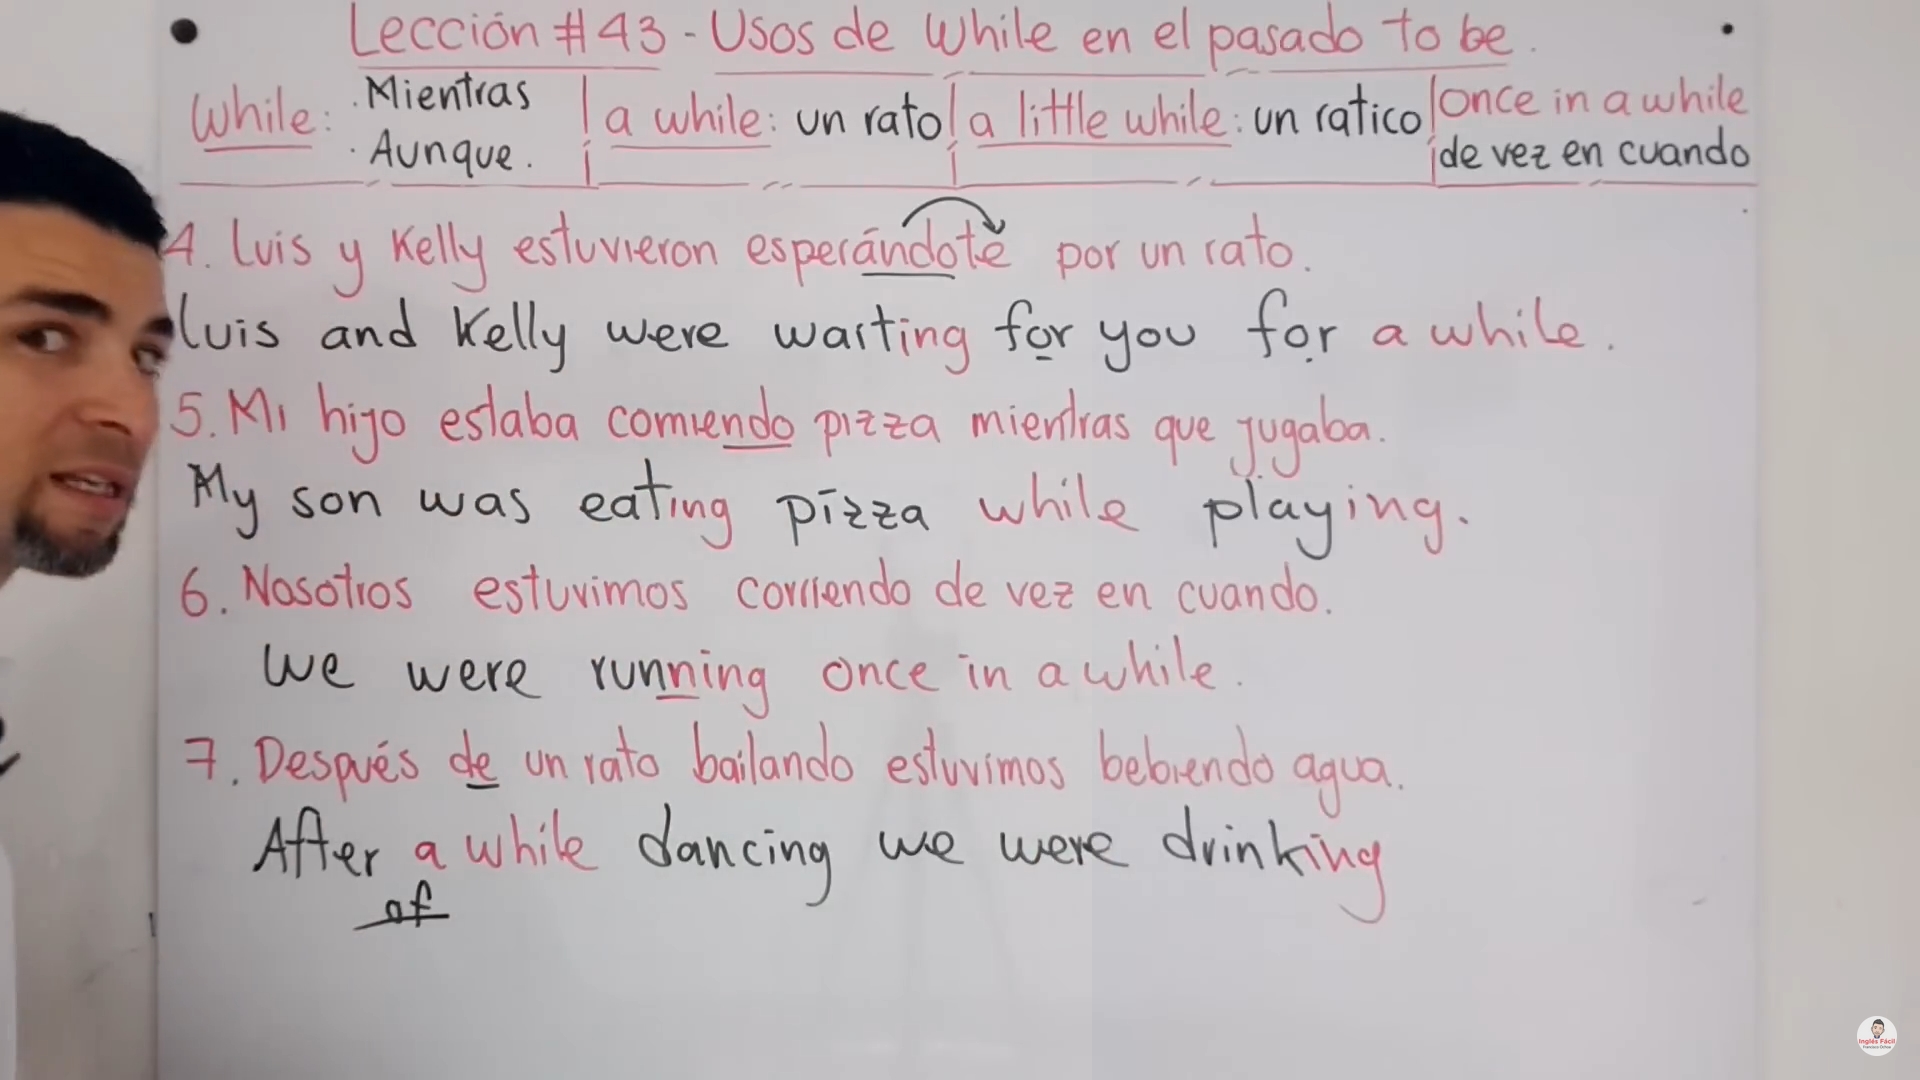 Lección #43 - Usos de While en el pasado to be.
While: . Mientras
. Aunque.
a while: un rato
a little while: un ratico
once in a while
de vez en cuando
4. Luis y Kelly estuvieron esperándote por un rato.
Luis and Kelly were waiting for you for a while.
5. Mi hijo estaba comiendo pizza mientras que jugaba.
My son was eating pizza while playing.
6. Nosotros estuvimos corriendo de vez en cuando.
We were running once in a while.
7. Después de un rato bailando estuvimos bebiendo agua.
After a while dancing we were drinking
of
Inglés Fácil